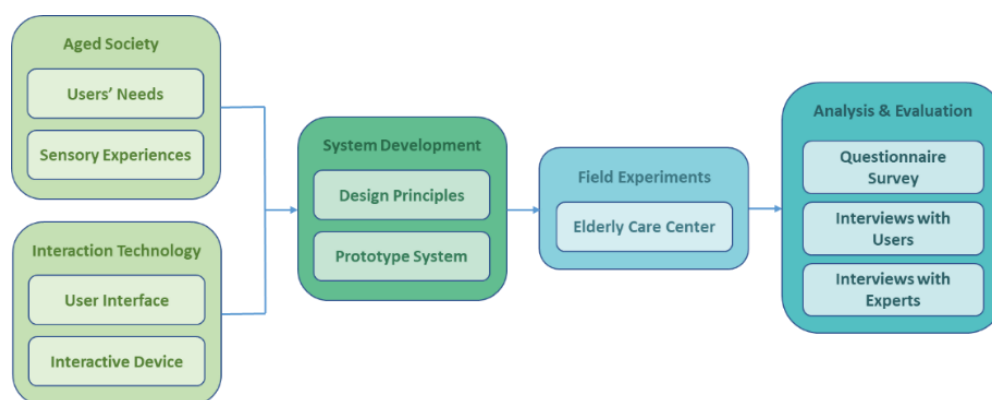 Aged Society
Users' Needs
Sensory Experiences
Interaction Technology
User Interface
Interactive Device
System Development
Design Principles
Prototype System
Field Experiments
Elderly Care Center
Analysis & Evaluation
Questionnaire
Survey
Interviews with
Users
Interviews with
Experts